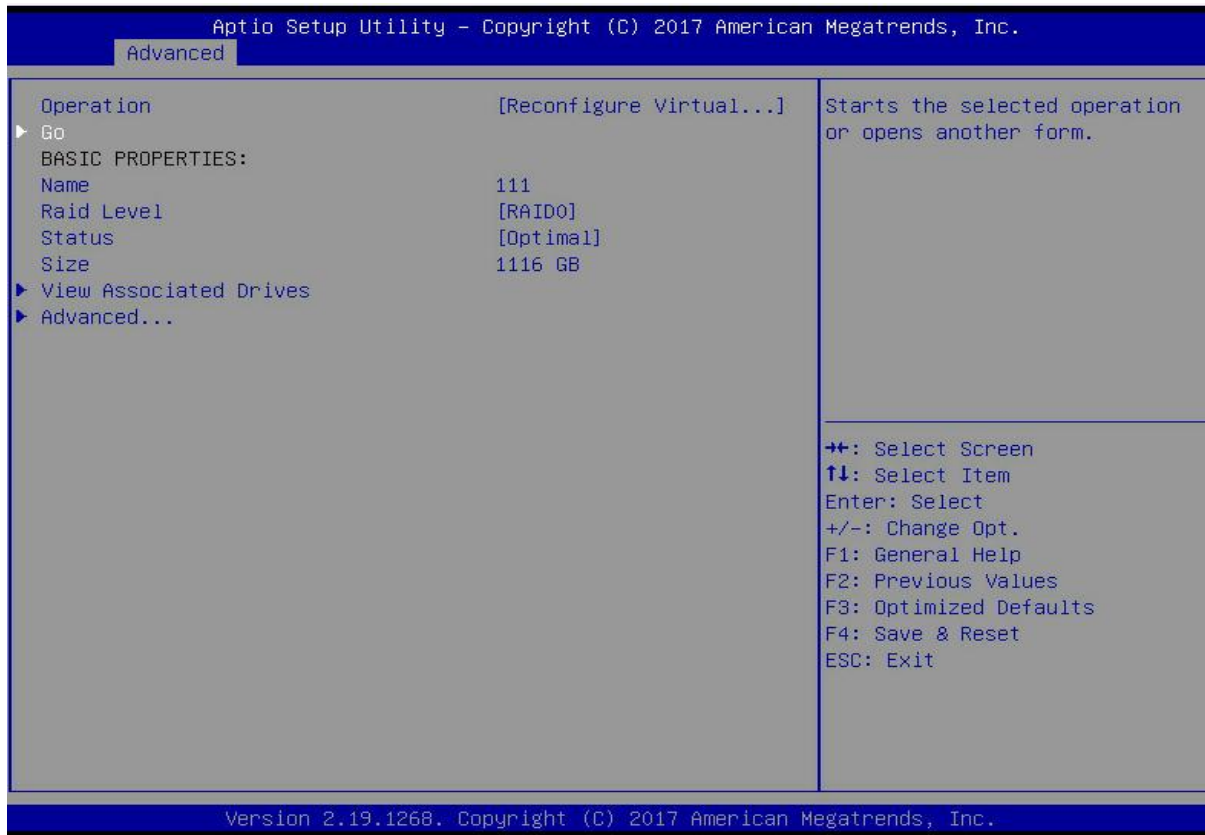 Aptio Setup Utility – Copyright (C) 2017 American Megatrends, Inc.
Advanced
Operation [Reconfigure Virtual...]
Go
BASIC PROPERTIES:
Name 111
Raid Level [RAID0]
Status [Optimal]
Size 1116 GB
View Associated Drives
Advanced...
Starts the selected operation
or opens another form.
→←: Select Screen
↑↓: Select Item
Enter: Select
+/-: Change Opt.
F1: General Help
F2: Previous Values
F3: Optimized Defaults
F4: Save & Reset
ESC: Exit
Version 2.19.1268. Copyright (C) 2017 American Megatrends, Inc.